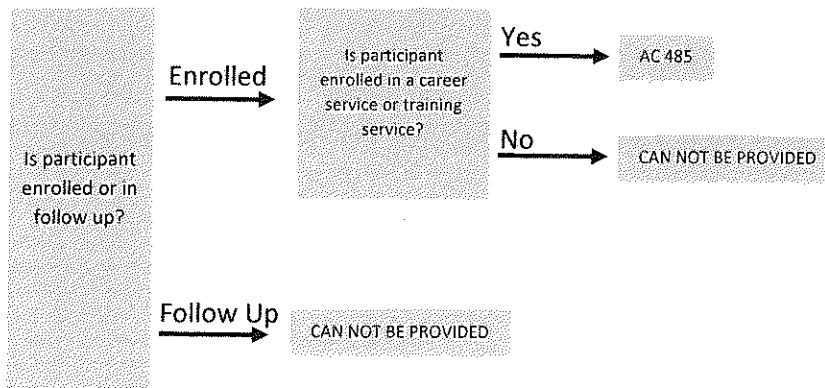 Is participant
enrolled or in
follow up?
Enrolled
Is participant
enrolled in a career
service or training
service?
Yes
AC 485
No
CAN NOT BE PROVIDED
Follow Up
CAN NOT BE PROVIDED